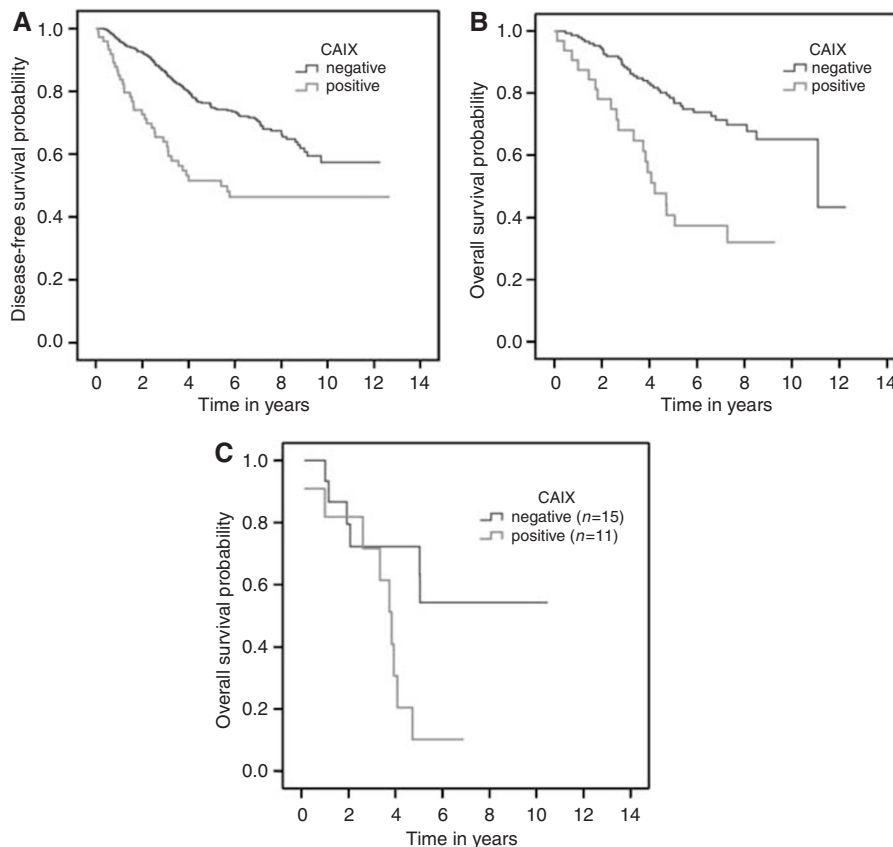 A
CAIX
negative
positive
Disease-free survival probability
1.0
0.8
0.6
0.4
0.2
0.0
0 2 4 6 8 10 12 14
Time in years
B
CAIX
negative
positive
Overall survival probability
1.0
0.8
0.6
0.4
0.2
0.0
0 2 4 6 8 10 12 14
Time in years
C
CAIX
negative (n=15)
positive (n=11)
Overall survival probability
1.0
0.8
0.6
0.4
0.2
0.0
0 2 4 6 8 10 12 14
Time in years